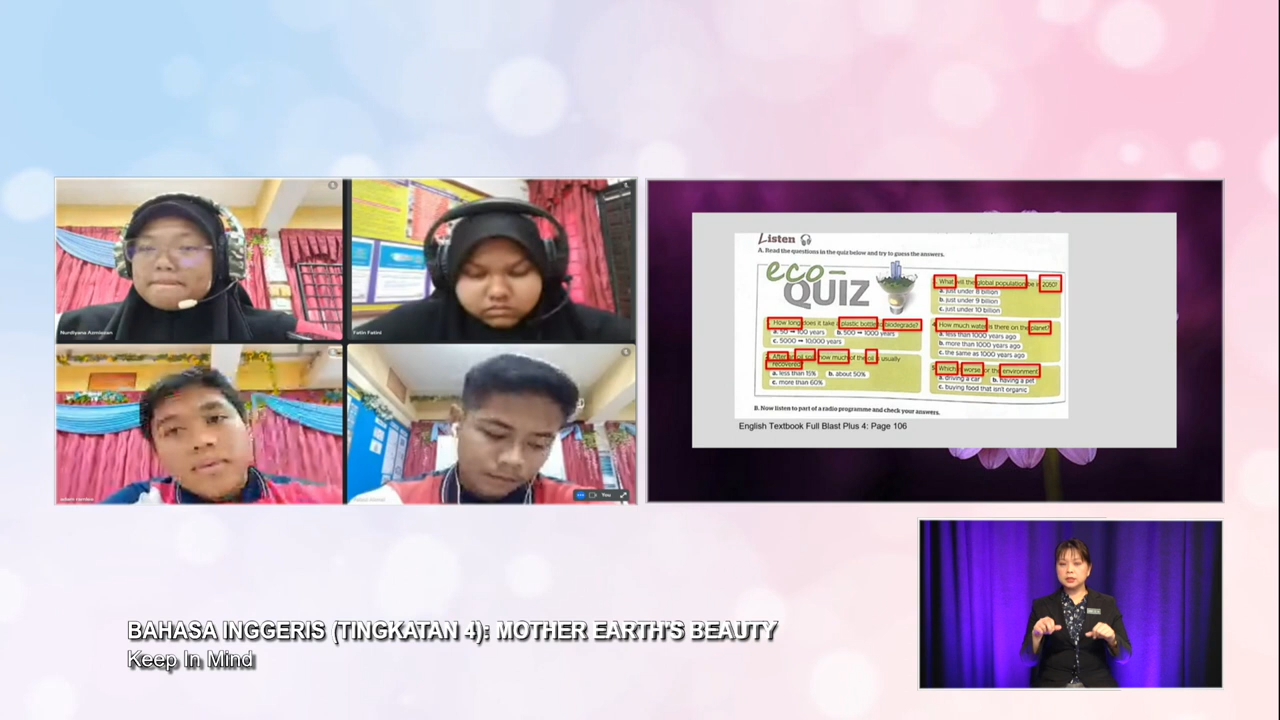 Nurdiyana Azmiezan
Fatin Fatini
You
Listen
A. Read the questions in the quiz below and try to guess the answers.
eco-
QUIZ
How long does it take a plastic bottle to biodegrade?
a. 50 → 100 years b. 500 → 1000 years
c. 5000 → 10.000 years
After an oil spill how much of the oil is usually
recovered
a. less than 15% b. about 50%
c. more than 60%
What will the global population be in 2050?
a. just under 8 billion
b. just under 9 billion
c. just under 10 billion
How much water is there on the planet?
a. less than 1000 years ago
b. more than 1000 years ago
c. the same as 1000 years ago
Which worse for the environment
a. driving a car b. having a pet
c. buying food that isn't organic
B. Now listen to part of a radio programme and check your answers.
English Textbook Full Blast Plus 4: Page 106
BAHASA INGGERIS (TINGKATAN 4): MOTHER EARTH'S BEAUTY
Keep In Mind